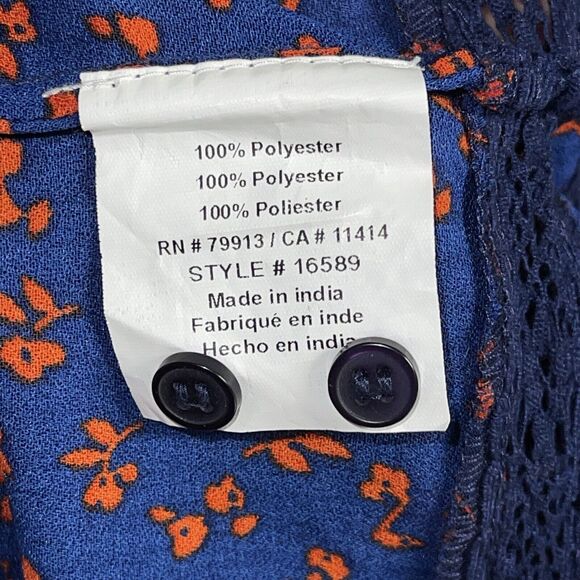 100% Polyester
100% Polyester
100% Poliester
RN # 79913 / CA # 11414
STYLE # 16589
Made in india
Fabriqué en inde
Hecho en india